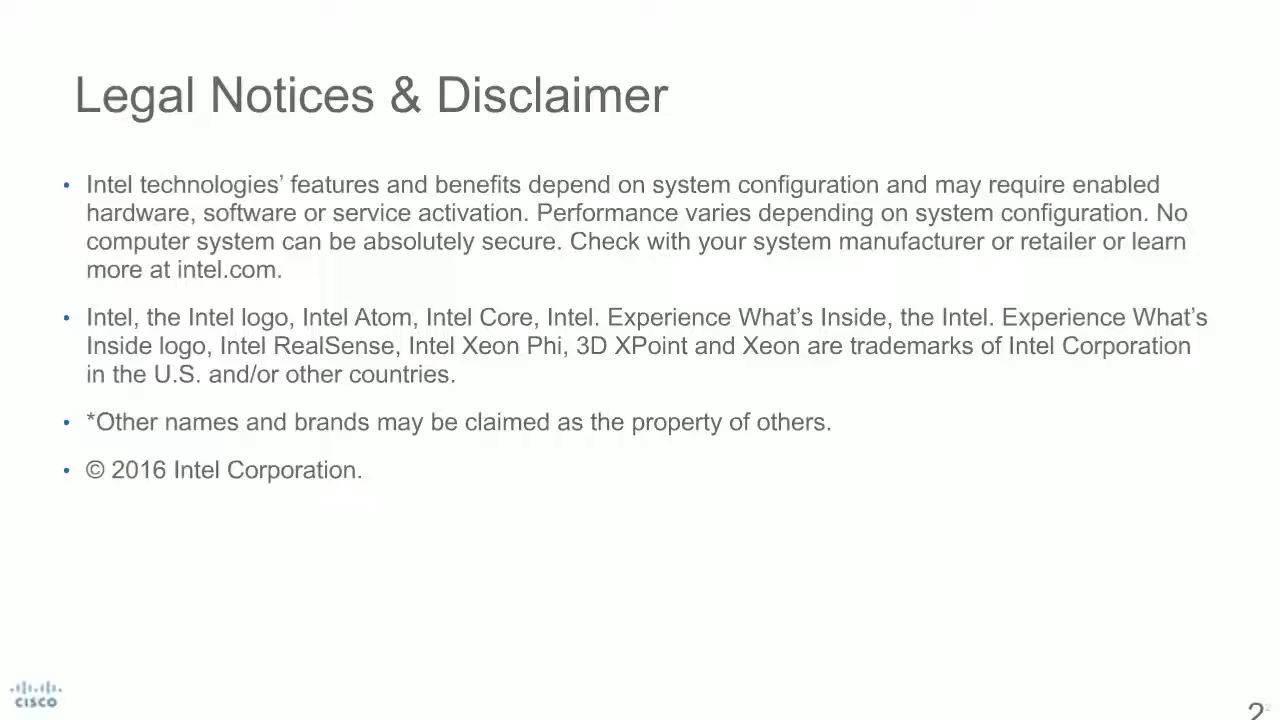 Legal Notices & Disclaimer
• Intel technologies’ features and benefits depend on system configuration and may require enabled
hardware, software or service activation. Performance varies depending on system configuration. No
computer system can be absolutely secure. Check with your system manufacturer or retailer or learn
more at intel.com.
• Intel, the Intel logo, Intel Atom, Intel Core, Intel. Experience What’s Inside, the Intel. Experience What’s
Inside logo, Intel RealSense, Intel Xeon Phi, 3D XPoint and Xeon are trademarks of Intel Corporation
in the U.S. and/or other countries.
• *Other names and brands may be claimed as the property of others.
• © 2016 Intel Corporation.
CISCO
2
2